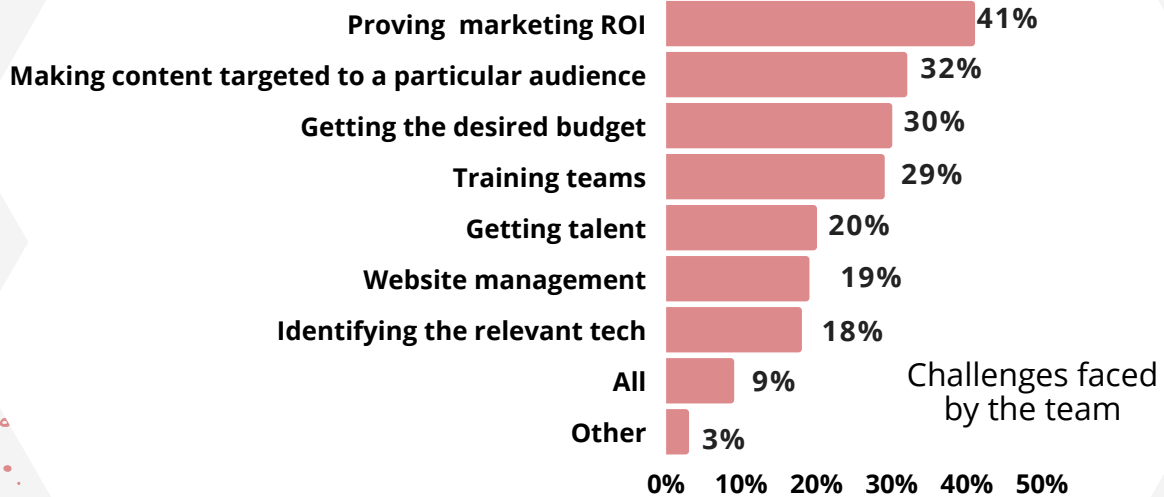 Proving  marketing ROI 41%
Making content targeted to a particular audience 32%
Getting the desired budget 30%
Training teams 29%
Getting talent 20%
Website management 19%
Identifying the relevant tech 18%
All 9%
Other 3%
Challenges faced
by the team
0% 10% 20% 30% 40% 50%